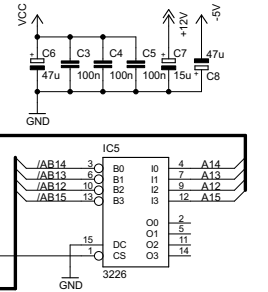 VCC
+12V
-5V
C6 C3 C4 C5 C7 47u
47u 100n 100n 100n 15u C8
+ + +
GND
IC5
/AB14 3 B0 I0 4 A14
/AB13 6 B1 I1 7 A13
/AB12 10 B2 I2 9 A12
/AB15 13 B3 I3 12 A15
O0 2
O1 5
15 DC O2 11
1 CS O3 14
GND
3226